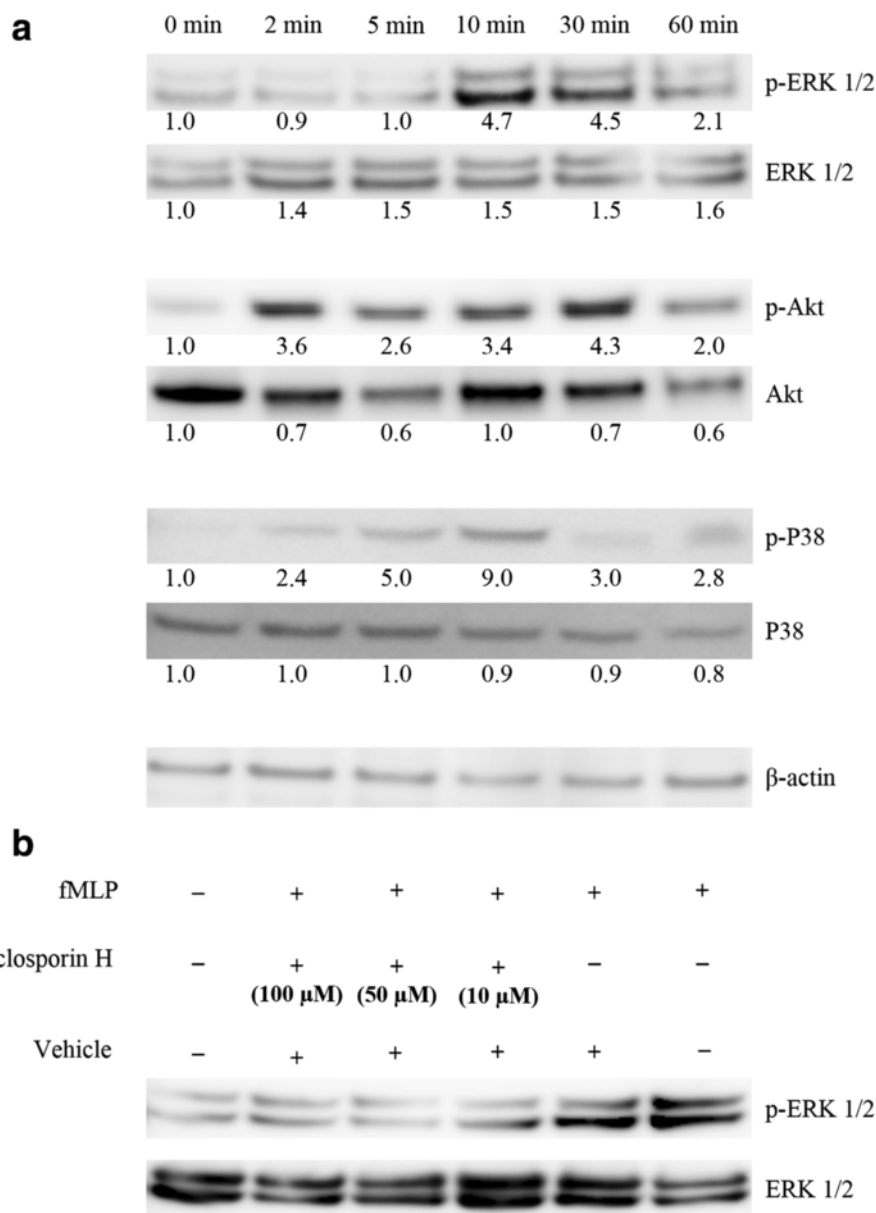 a
0 min 2 min 5 min 10 min 30 min 60 min
p-ERK 1/2
1.0 0.9 1.0 4.7 4.5 2.1
ERK 1/2
1.0 1.4 1.5 1.5 1.5 1.6
p-Akt
1.0 3.6 2.6 3.4 4.3 2.0
Akt
1.0 0.7 0.6 1.0 0.7 0.6
p-P38
1.0 2.4 5.0 9.0 3.0 2.8
P38
1.0 1.0 1.0 0.9 0.9 0.8
β-actin
b
fMLP − + + + + +
closporin H − + + + − −
(100 µM) (50 µM) (10 µM)
Vehicle − + + + + −
p-ERK 1/2
ERK 1/2